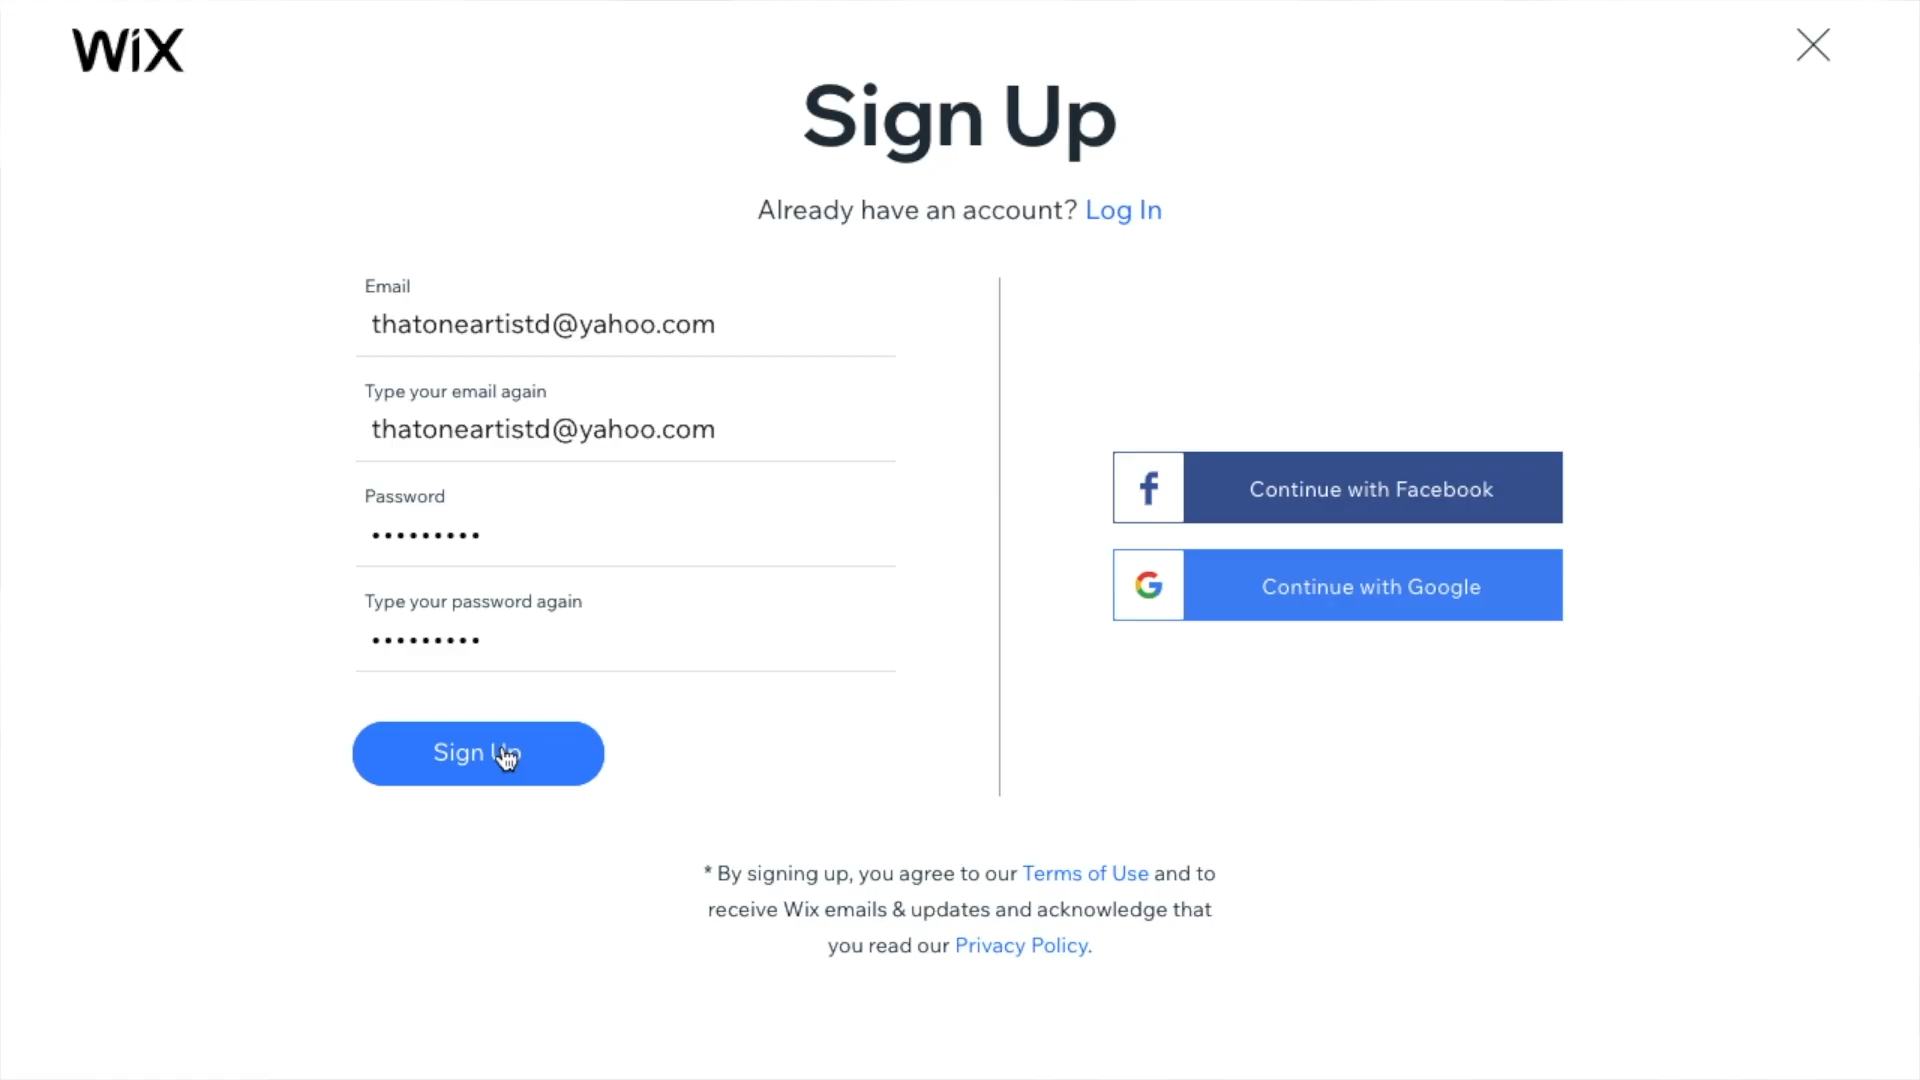 WiX
Sign Up
Already have an account? Log In
Email
thatoneartistd@yahoo.com
Type your email again
thatoneartistd@yahoo.com
Password
•••••••••
Type your password again
•••••••••
Sign Up
f Continue with Facebook
G Continue with Google
* By signing up, you agree to our Terms of Use and to
receive Wix emails & updates and acknowledge that
you read our Privacy Policy.